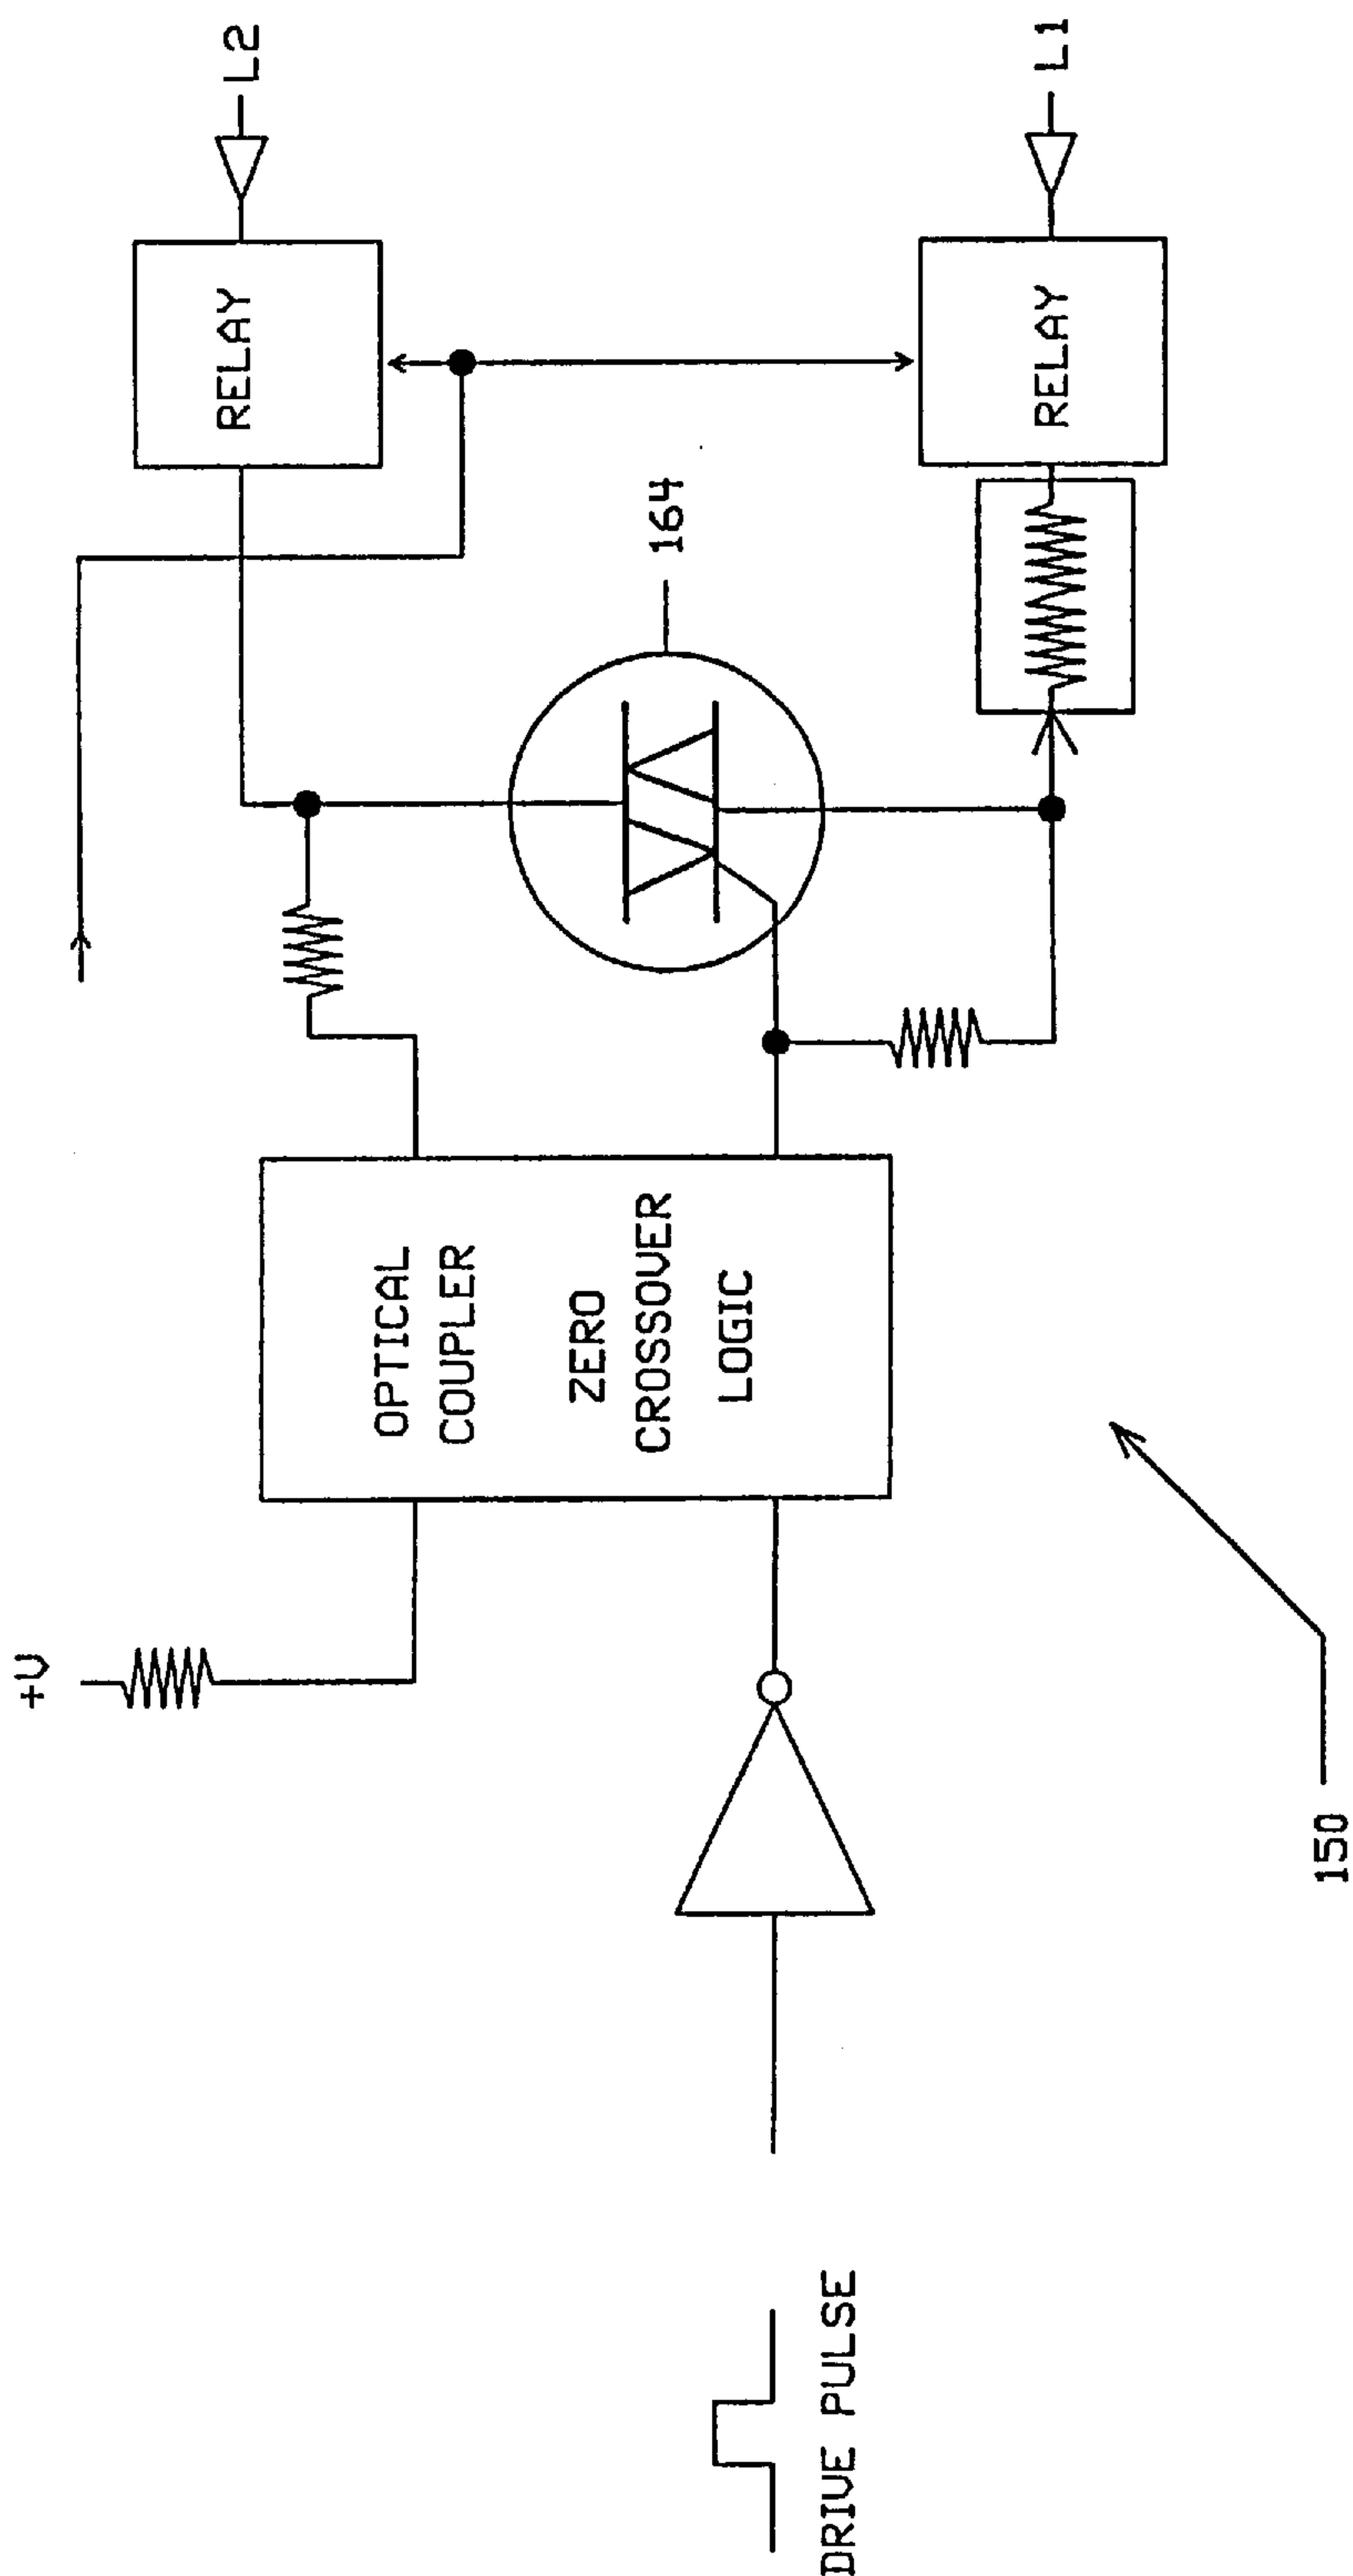 +V
L2
RELAY
OPTICAL
COUPLER
ZERO
CROSSOVER
LOGIC
164
RELAY
L1
DRIVE PULSE
150